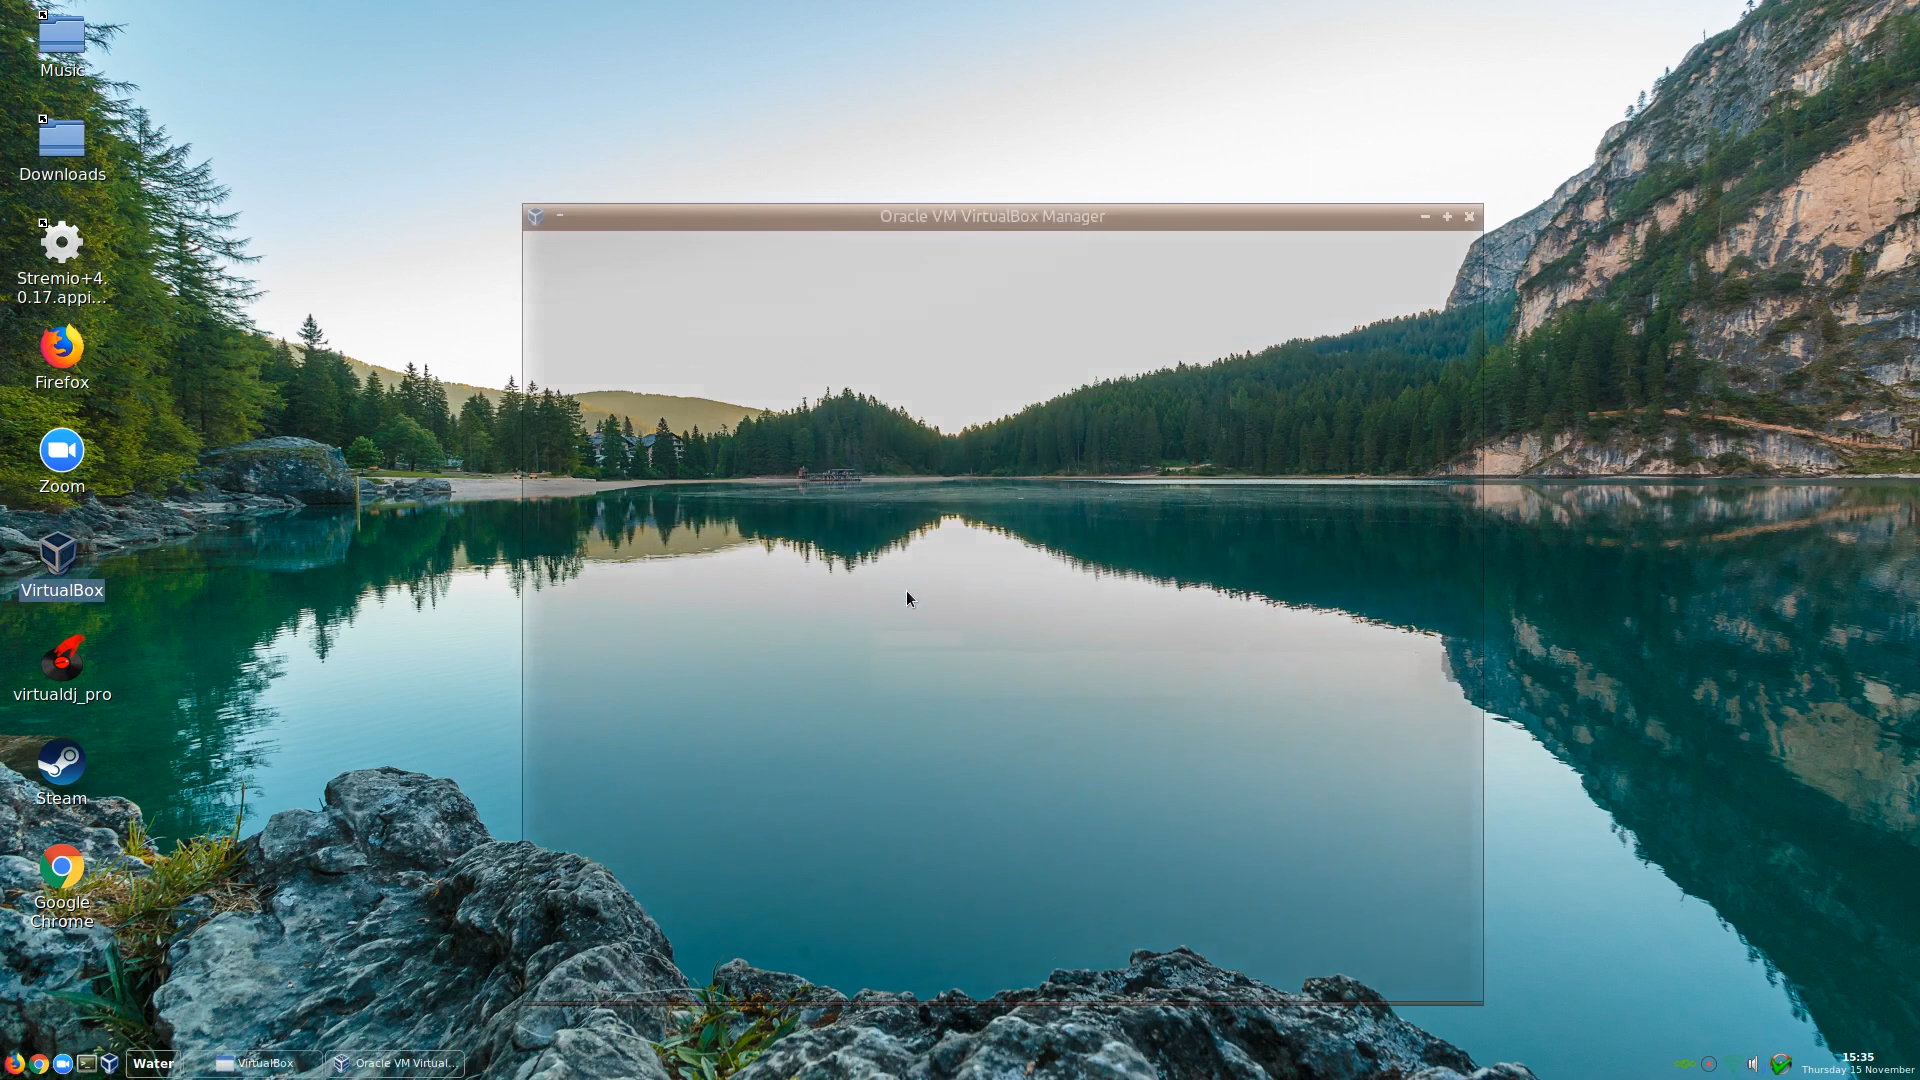 Music
Downloads
Stremio+4.
0.17.appi...
Firefox
Zoom
VirtualBox
virtualdj_pro
Steam
Google
Chrome
Oracle VM VirtualBox Manager
Water
VirtualBox
Oracle VM Virtual...
15:35
Thursday 15 November